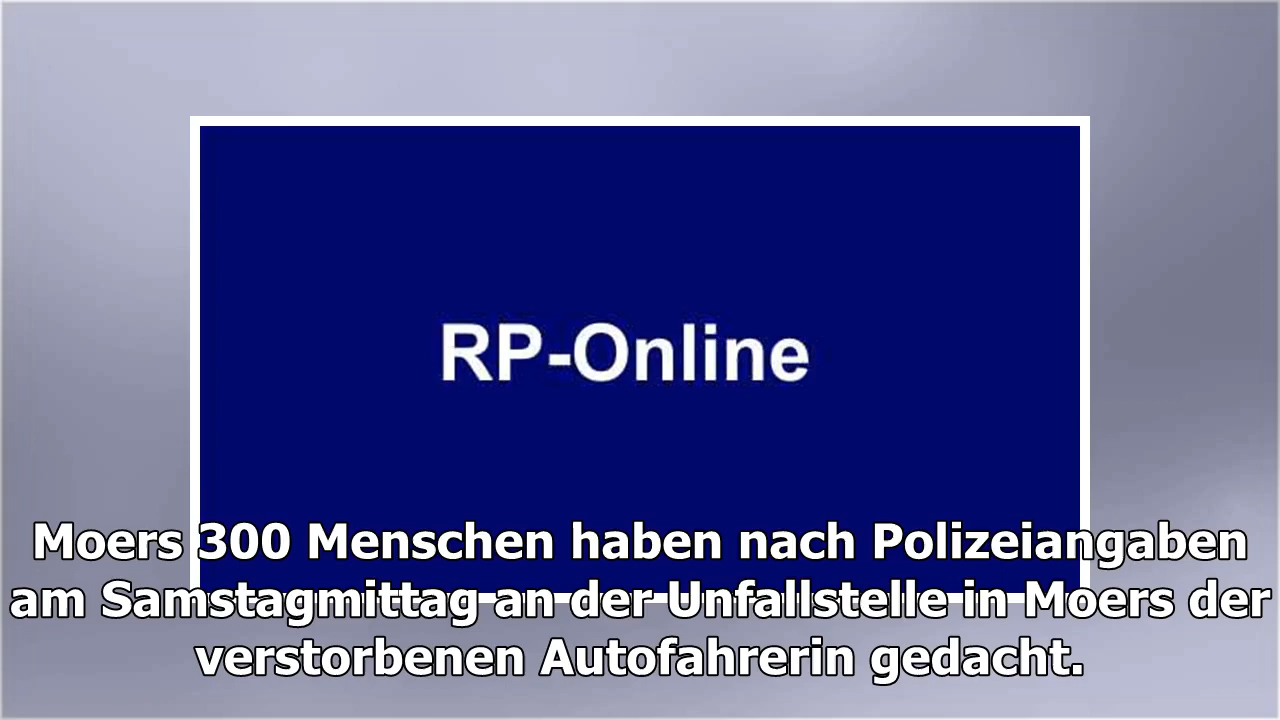 RP-Online
Moers 300 Menschen haben nach Polizeiangaben
am Samstagmittag an der Unfallstelle in Moers der
verstorbenen Autofahrerin gedacht.